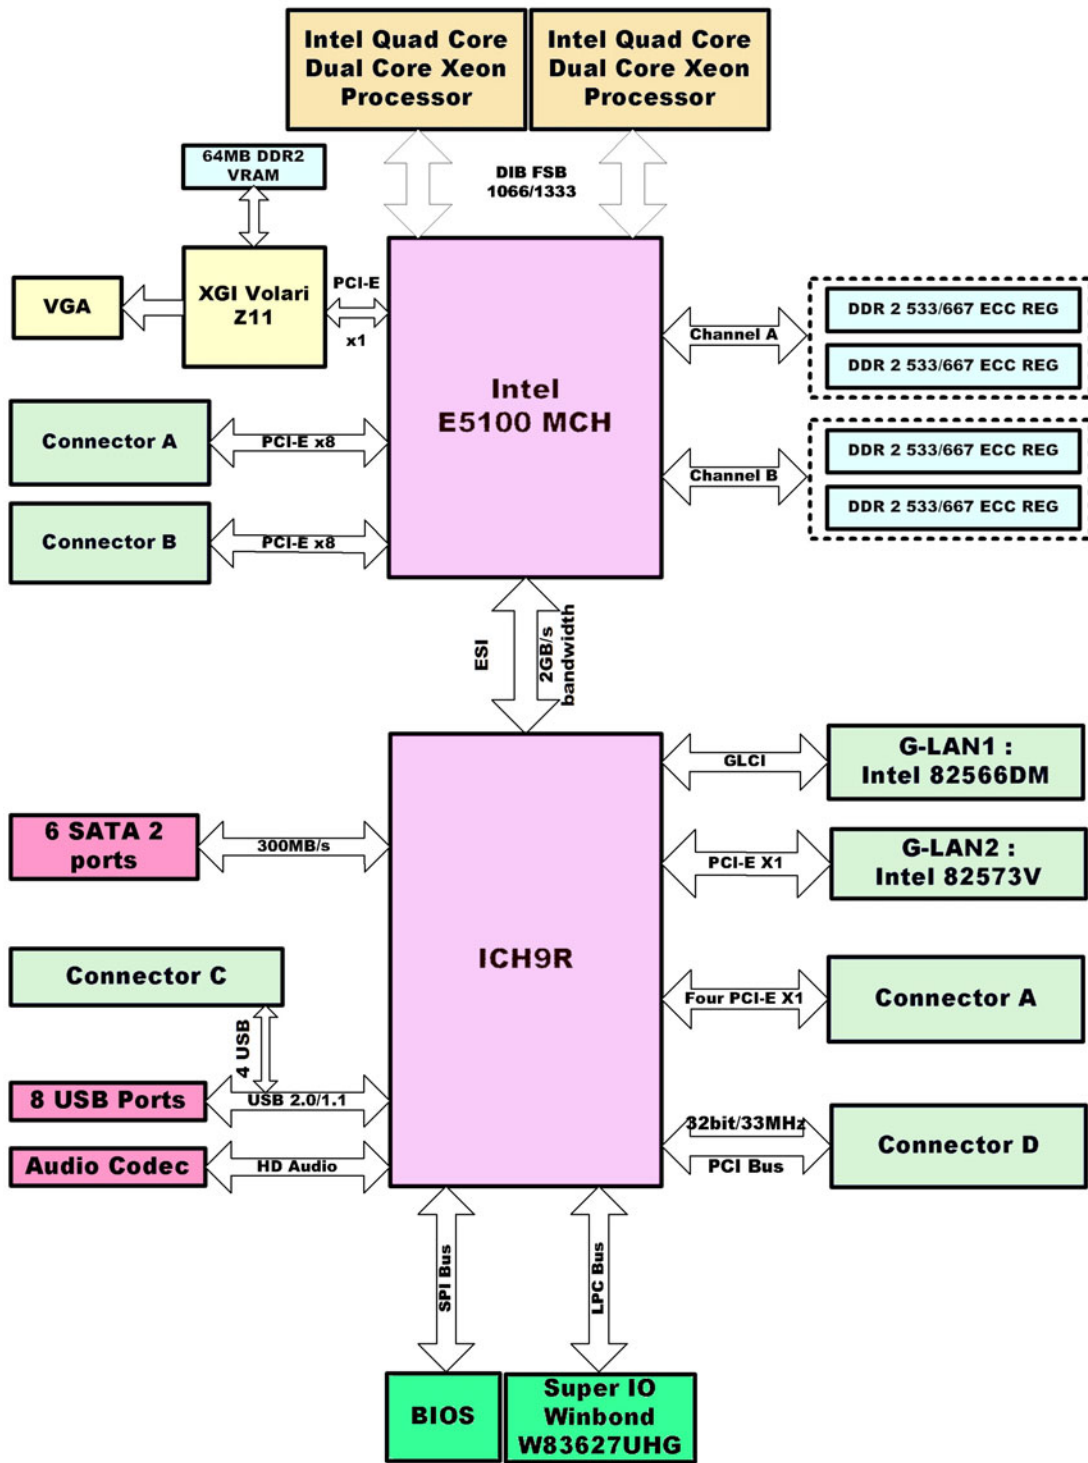 Intel Quad Core
Dual Core Xeon
Processor
Intel Quad Core
Dual Core Xeon
Processor
64MB DDR2
VRAM
DIB FSB
1066/1333
VGA
XGI Volari
Z11
PCI-E
x1
Intel
E5100 MCH
Channel A
DDR 2 533/667 ECC REG
DDR 2 533/667 ECC REG
Connector A
PCI-E x8
Channel B
DDR 2 533/667 ECC REG
DDR 2 533/667 ECC REG
Connector B
PCI-E x8
ESI
2GB/s
bandwidth
GLCI
G-LAN1 :
Intel 82566DM
6 SATA 2
ports
300MB/s
PCI-E X1
G-LAN2 :
Intel 82573V
ICH9R
Connector C
4 USB
Four PCI-E X1
Connector A
8 USB Ports
USB 2.0/1.1
32bit/33MHz
PCI Bus
Connector D
Audio Codec
HD Audio
SPI Bus
LPC Bus
BIOS
Super IO
Winbond
W83627UHG